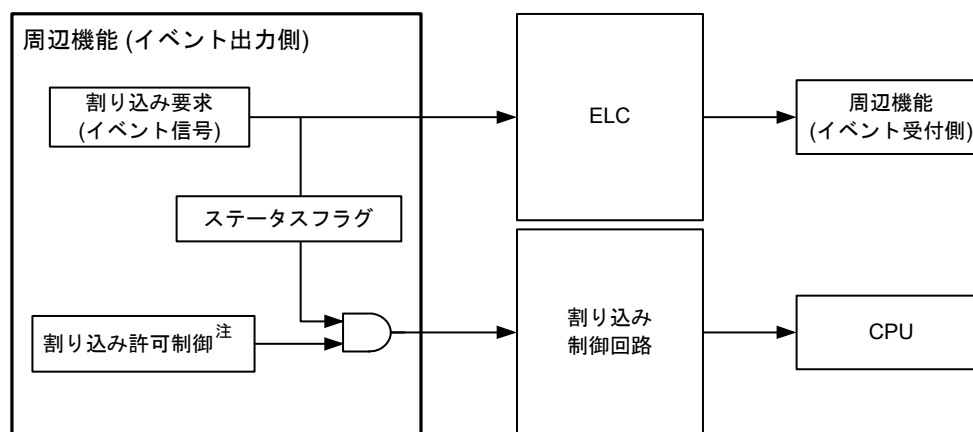 周辺機能 (イベント出力側)
割り込み要求
(イベント信号)
ELC
周辺機能
(イベント受付側)
ステータスフラグ
割り込み許可制御注
割り込み
制御回路
CPU